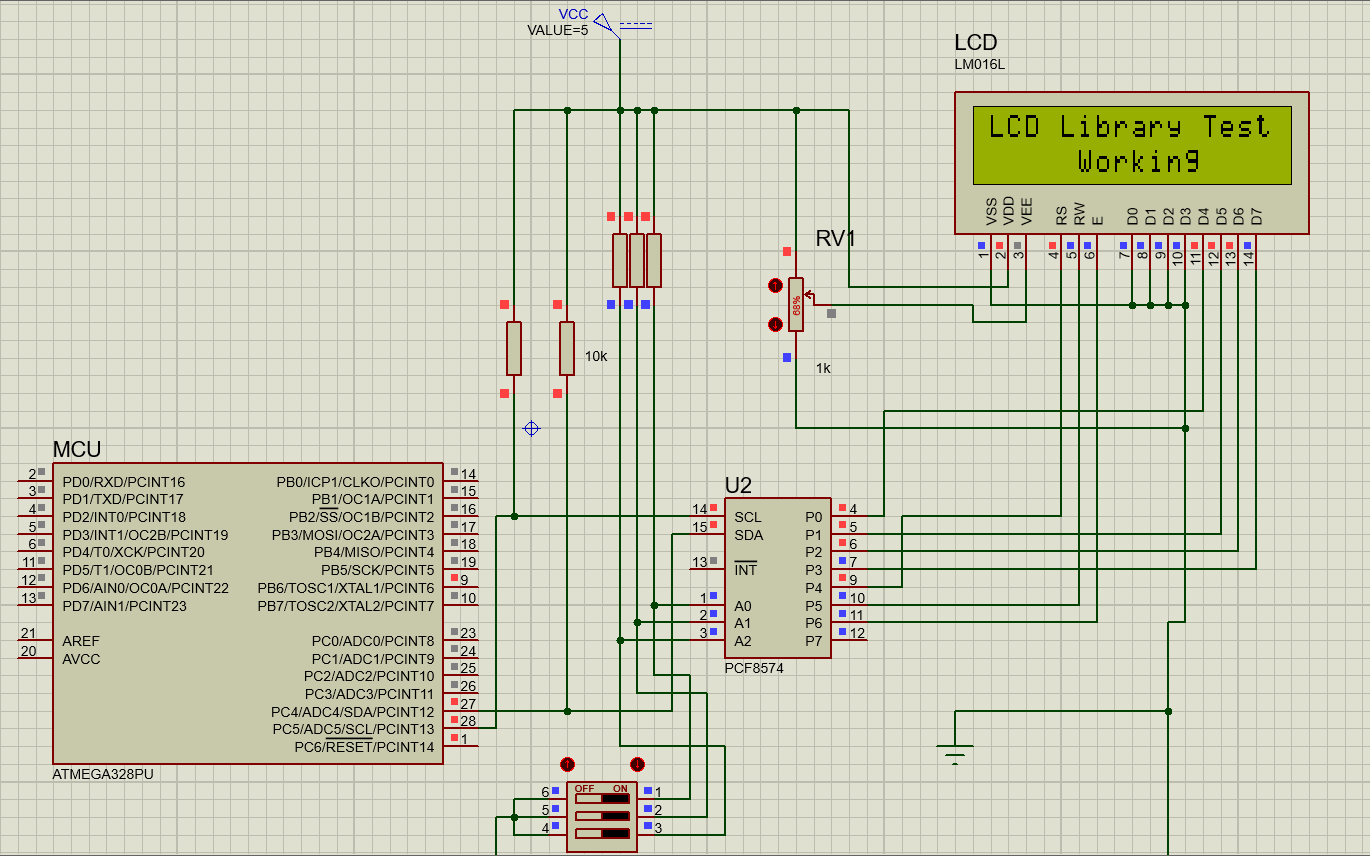 VCC
VALUE=5
LCD
LM016L
LCD Library Test
Working
VSS VDD VEE RS RW E D0 D1 D2 D3 D4 D5 D6 D7
1 2 3 4 5 6 7 8 9 10 11 12 13 14
RV1
68%
1k
10k
MCU
2 PD0/RXD/PCINT16 PB0/ICP1/CLKO/PCINT0 14
3 PD1/TXD/PCINT17 PB1/OC1A/PCINT1 15
4 PD2/INT0/PCINT18 PB2/SS/OC1B/PCINT2 16
5 PD3/INT1/OC2B/PCINT19 PB3/MOSI/OC2A/PCINT3 17
6 PD4/T0/XCK/PCINT20 PB4/MISO/PCINT4 18
11 PD5/T1/OC0B/PCINT21 PB5/SCK/PCINT5 19
12 PD6/AIN0/OC0A/PCINT22 PB6/TOSC1/XTAL1/PCINT6 9
13 PD7/AIN1/PCINT23 PB7/TOSC2/XTAL2/PCINT7 10
21 AREF PC0/ADC0/PCINT8 23
20 AVCC PC1/ADC1/PCINT9 24
PC2/ADC2/PCINT10 25
PC3/ADC3/PCINT11 26
PC4/ADC4/SDA/PCINT12 27
PC5/ADC5/SCL/PCINT13 28
PC6/RESET/PCINT14 1
ATMEGA328PU
U2
14 SCL P0 4
15 SDA P1 5
P2 6
13 INT P3 7
P4 9
1 A0 P5 10
2 A1 P6 11
3 A2 P7 12
PCF8574
OFF ON
6 1
5 2
4 3